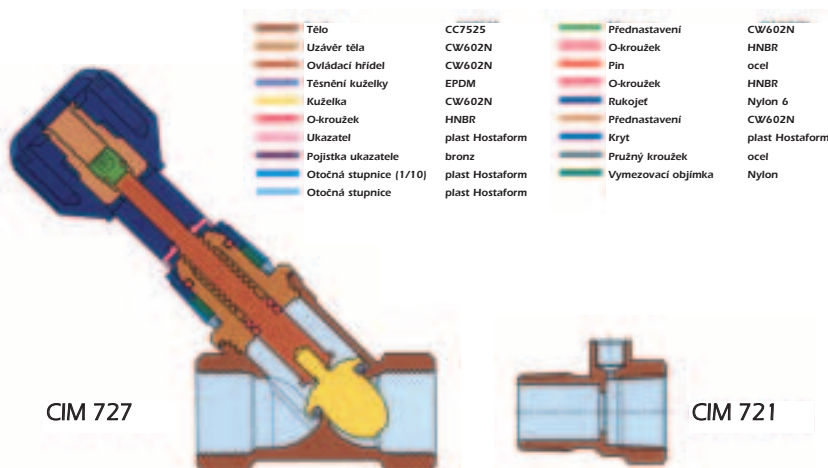 Tělo CC7525
Uzávěr těla CW602N
Ovládací hřídel CW602N
Těsnění kuželky EPDM
Kuželka CW602N
O-kroužek HNBR
Ukazatel plast Hostaform
Pojistka ukazatele bronz
Otočná stupnice (1/10) plast Hostaform
Otočná stupnice plast Hostaform
Přednastavení CW602N
O-kroužek HNBR
Pin ocel
O-kroužek HNBR
Rukojeť Nylon 6
Přednastavení CW602N
Kryt plast Hostaform
Pružný kroužek ocel
Vymezovací objímka Nylon
CIM 727
CIM 721